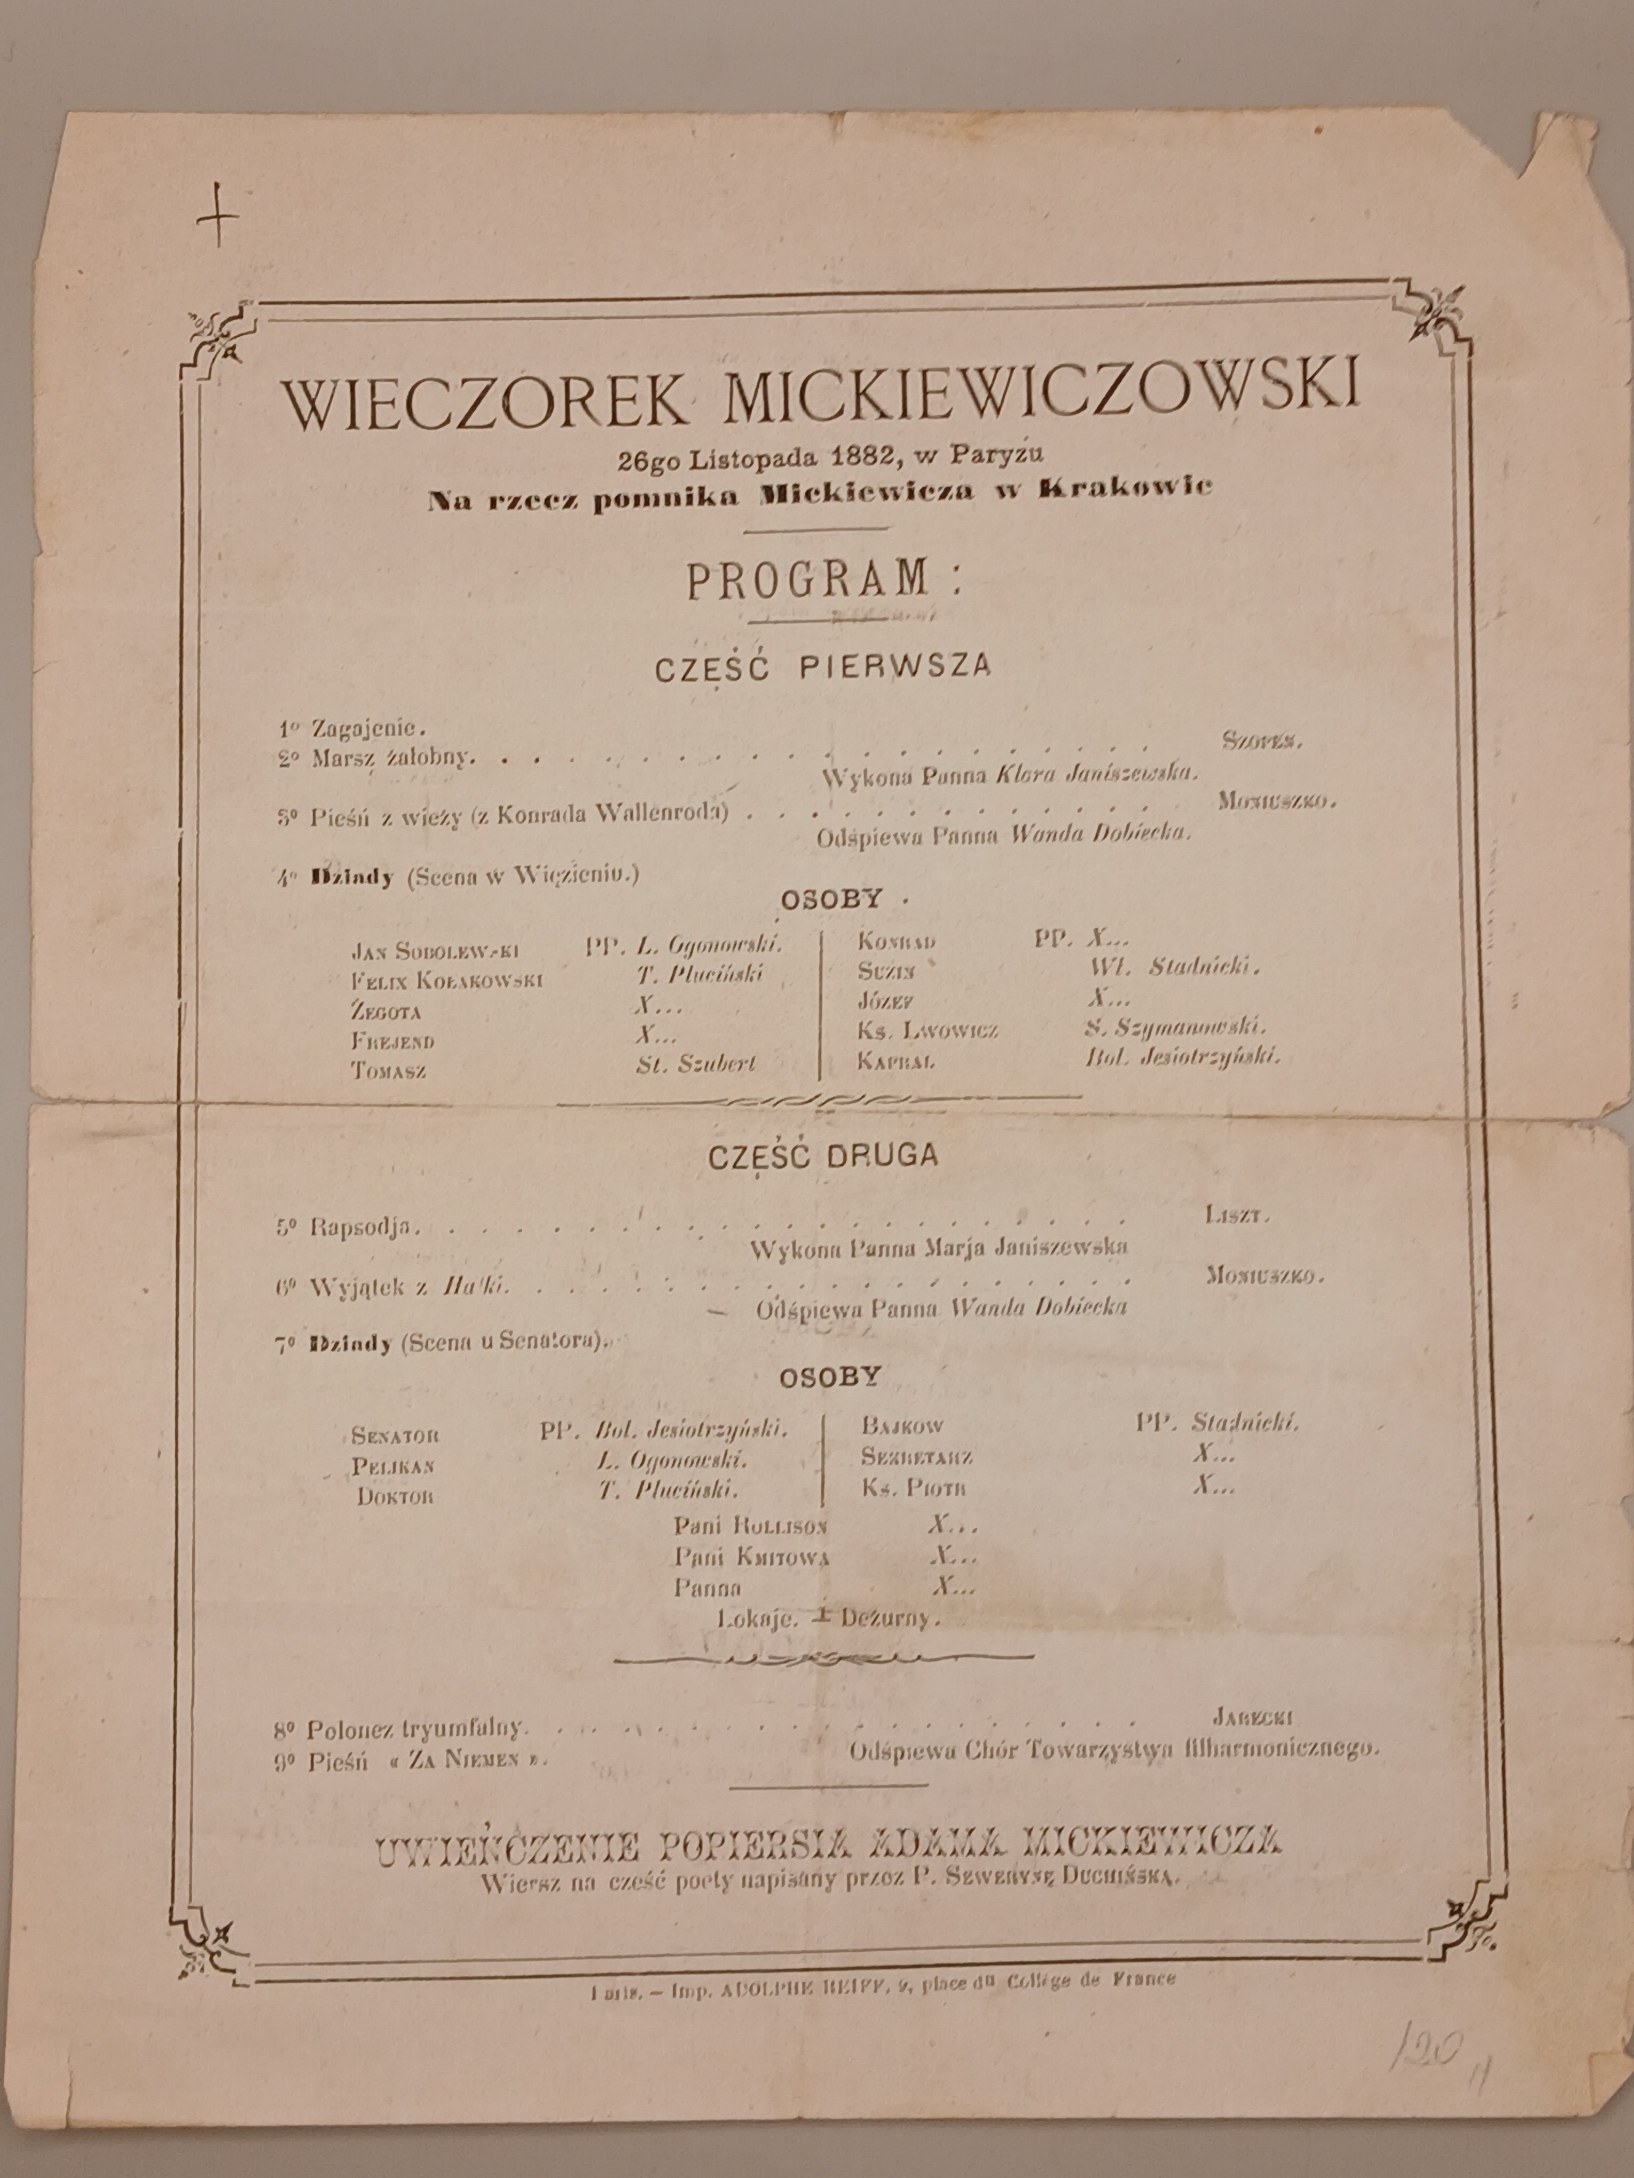 WIECZOREK MICKIEWICZOWSKI
26go Listopada 1882, w Paryżu
Na rzecz pomnika Mickiewicza w Krakowie
PROGRAM :
CZĘŚĆ PIERWSZA
1º Zagajenie.
2º Marsz żałobny. . . . . . . . . . . . . . . . . . . . SZOPEN.
Wykona Panna Klara Janiszewska.
3º Pieśń z wieży (z Konrada Wallenroda) . . . . . . . . . . . . . MONIUSZKO.
Odśpiewa Panna Wanda Dobiecka.
4º Dziady (Scena w Więzieniu.)
OSOBY .
JAN SOBOLEWSKI PP. L. Ogonowski. KONRAD PP. X...
FELIX KOŁAKOWSKI T. Pluciński SUZIN Wł. Stadnicki.
ŻEGOTA X... JÓZEF X...
FREJEND X... KS. LWOWICZ S. Szymanowski.
TOMASZ St. Szubert KAPRAL Bol. Jesiotrzyński.
CZĘŚĆ DRUGA
5º Rapsodja. . . . . . . . . . . . . . . . . . . . . LISZT.
Wykona Panna Marja Janiszewska
6º Wyjątek z Halki. . . . . . . . . . . . . . . . . . . MONIUSZKO.
— Odśpiewa Panna Wanda Dobiecka
7º Dziady (Scena u Senatora).
OSOBY
SENATOR PP. Bol. Jesiotrzyński. BAJKOW PP. Stadnicki.
PELIKAN L. Ogonowski. SEKRETARZ X...
DOKTOR T. Pluciński. KS. PIOTR X...
Pani ROLLISON X...
Pani KMITOWA X...
Panna X...
Lokaje. — Deżurny.
8º Polonez tryumfalny. . . . . . . . . . . . . . . . . . JARECKI
9º Pieśń « ZA NIEMEN ». Odśpiewa Chór Towarzystwa filharmonicznego.
UWIEŃCZENIE POPIERSIA ADAMA MICKIEWICZA
Wiersz na cześć poety napisany przez P. SEWERYNĘ DUCHIŃSKĄ.
Paris. — Imp. ADOLPHE REIFF, 9, place du Collége de France
120